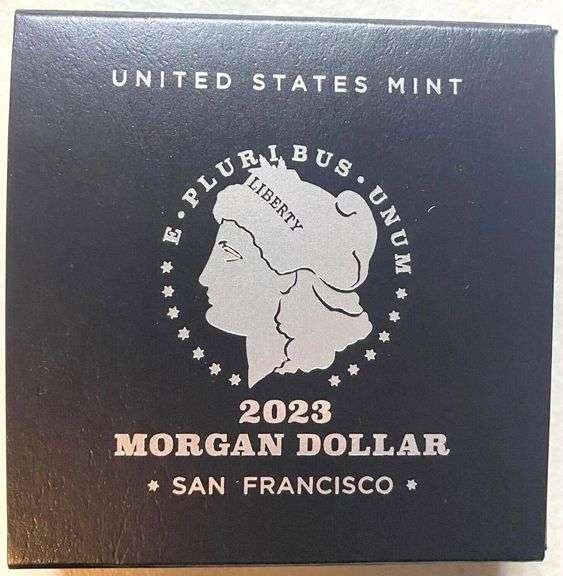 UNITED STATES MINT
E·PLURIBUS·UNUM
LIBERTY
2023
MORGAN DOLLAR
* SAN FRANCISCO *